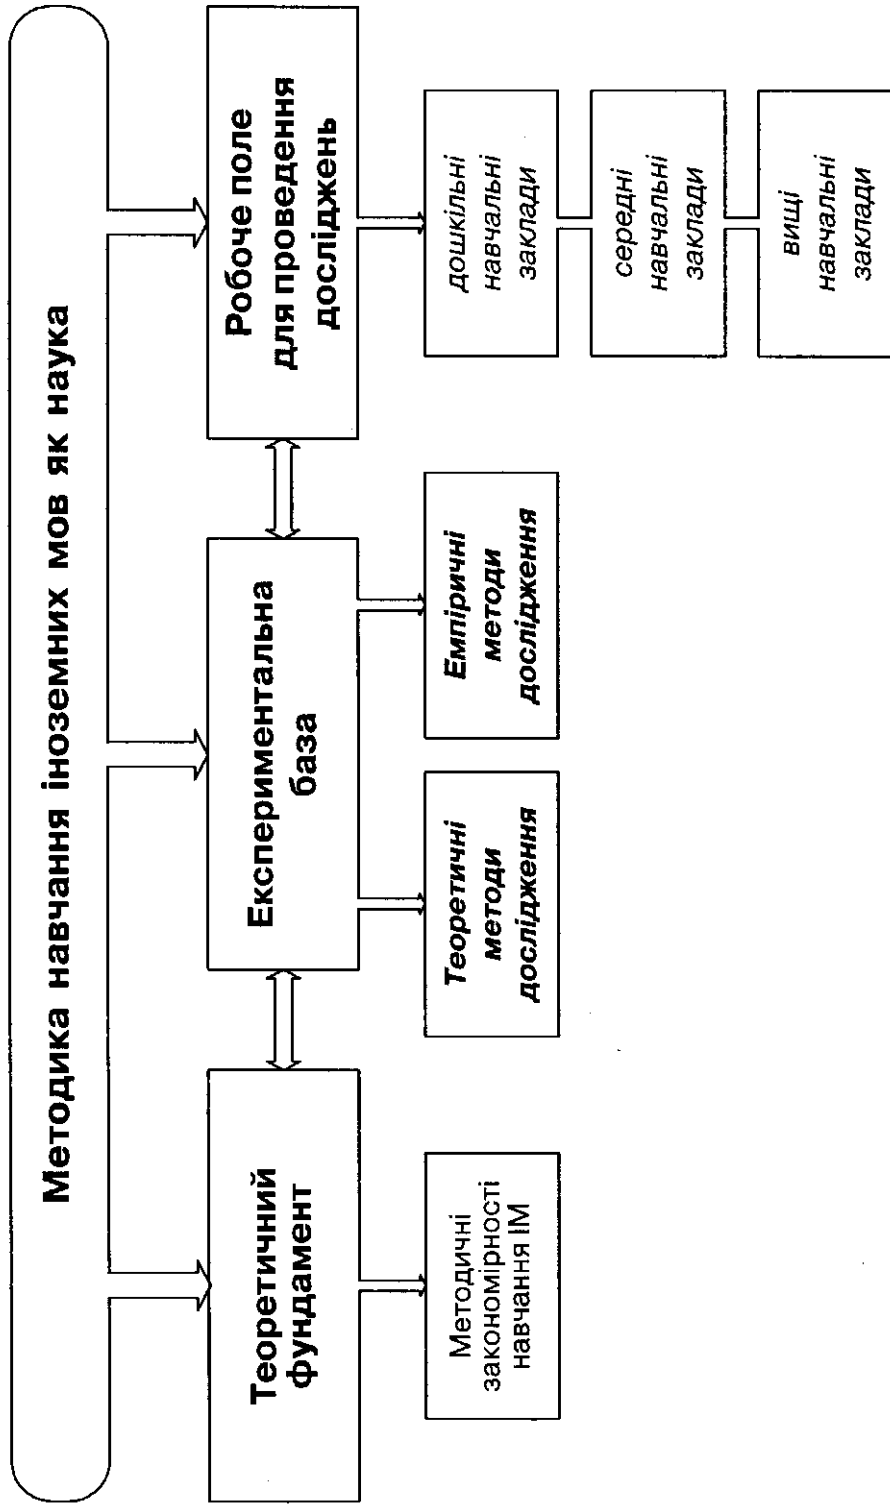 Методика навчання іноземних мов як наука
Теоретичний
фундамент
Експериментальна
база
Робоче поле
для проведення
досліджень
Методичні
закономірності
навчання ІМ
Теоретичні
методи
дослідження
Емпіричні
методи
дослідження
дошкільні
навчальні
заклади
середні
навчальні
заклади
вищі
навчальні
заклади